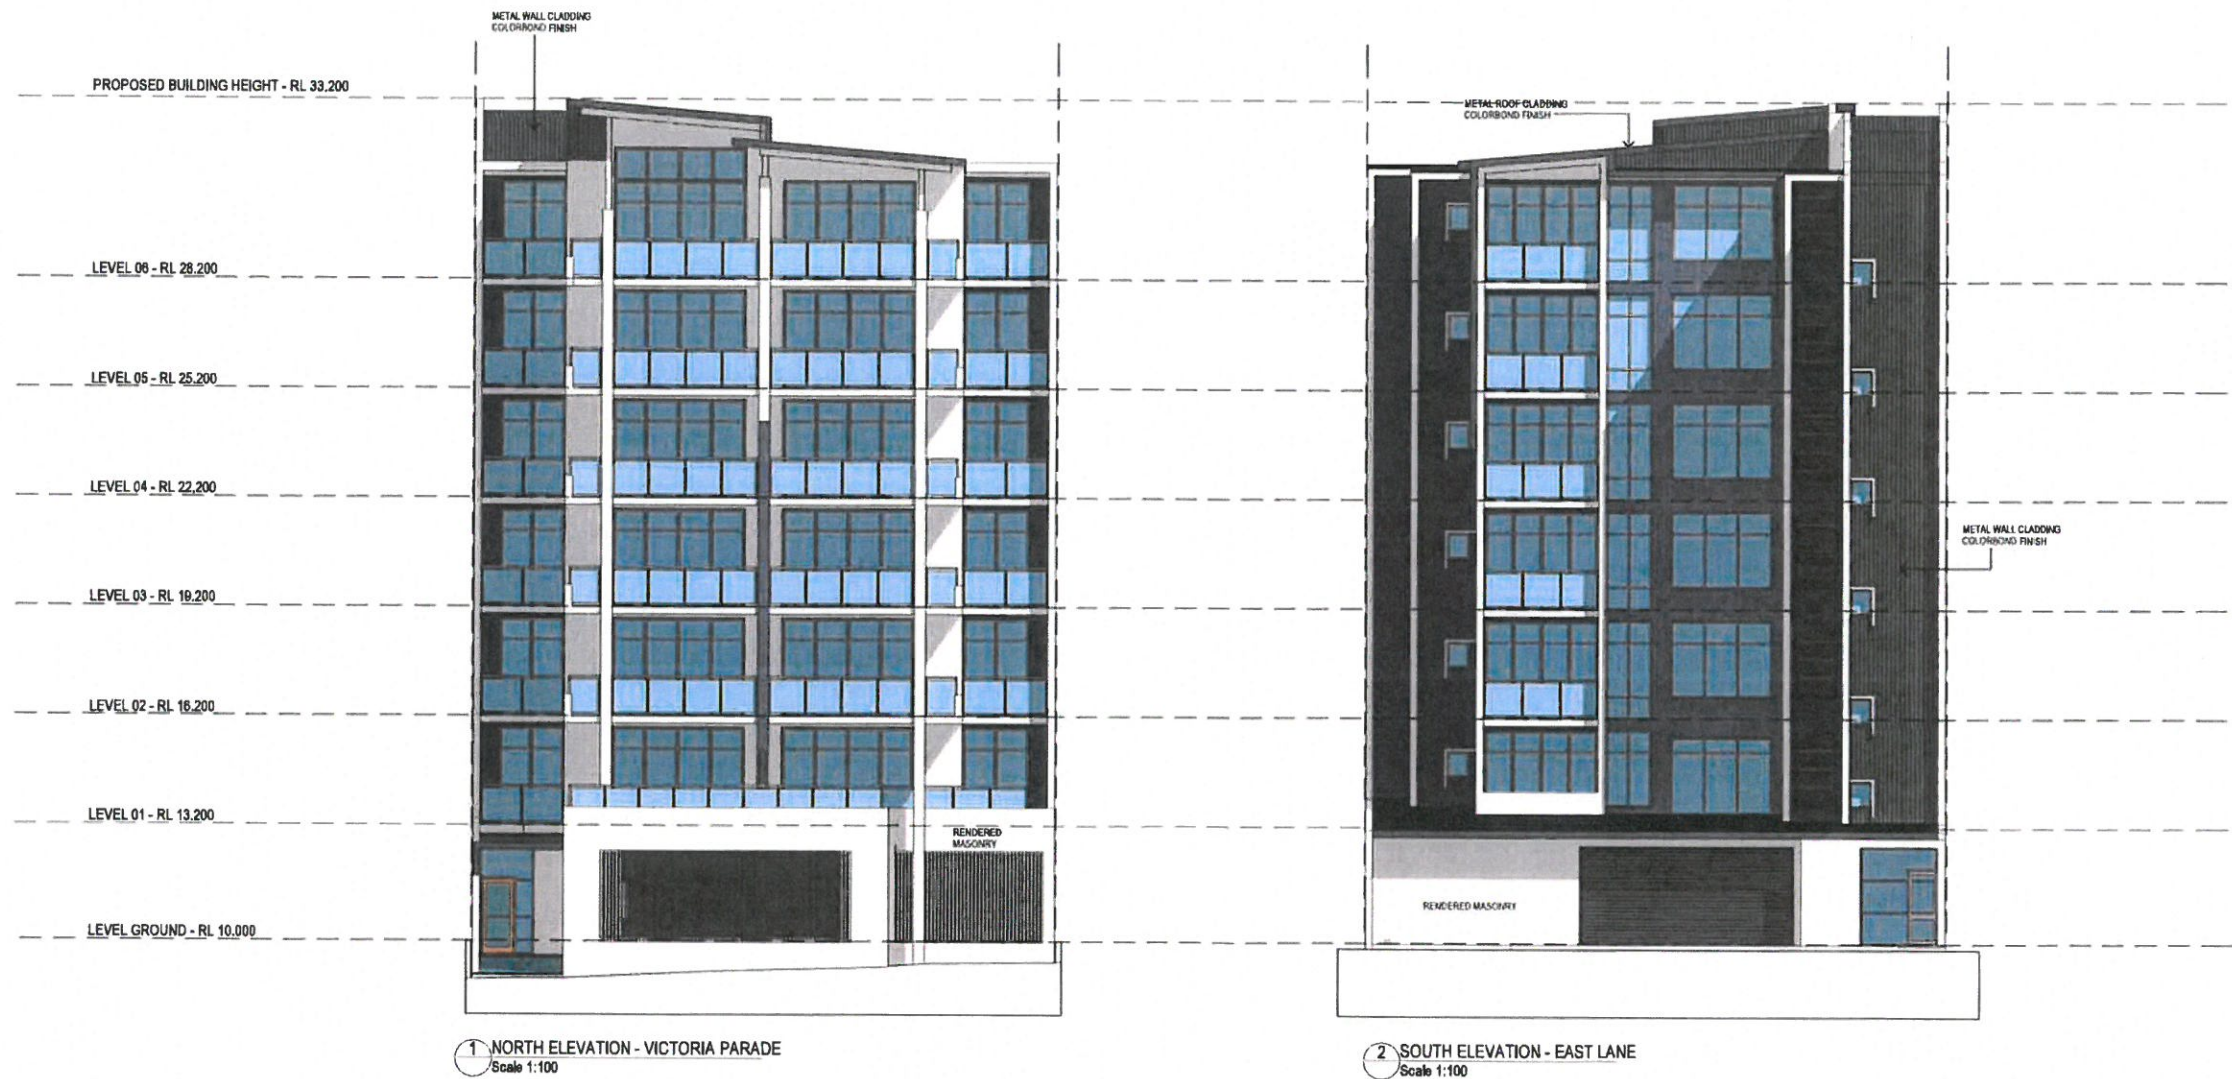 METAL WALL CLADDING
COLORBOND FINISH
PROPOSED BUILDING HEIGHT - RL 33.200
METAL ROOF CLADDING
COLORBOND FINISH
LEVEL 06 - RL 28.200
LEVEL 05 - RL 25.200
LEVEL 04 - RL 22.200
METAL WALL CLADDING
COLORBOND FINISH
LEVEL 03 - RL 19.200
LEVEL 02 - RL 16.200
LEVEL 01 - RL 13.200
RENDERED
MASONRY
RENDERED MASONRY
LEVEL GROUND - RL 10.000
1 NORTH ELEVATION - VICTORIA PARADE
Scale 1:100
2 SOUTH ELEVATION - EAST LANE
Scale 1:100